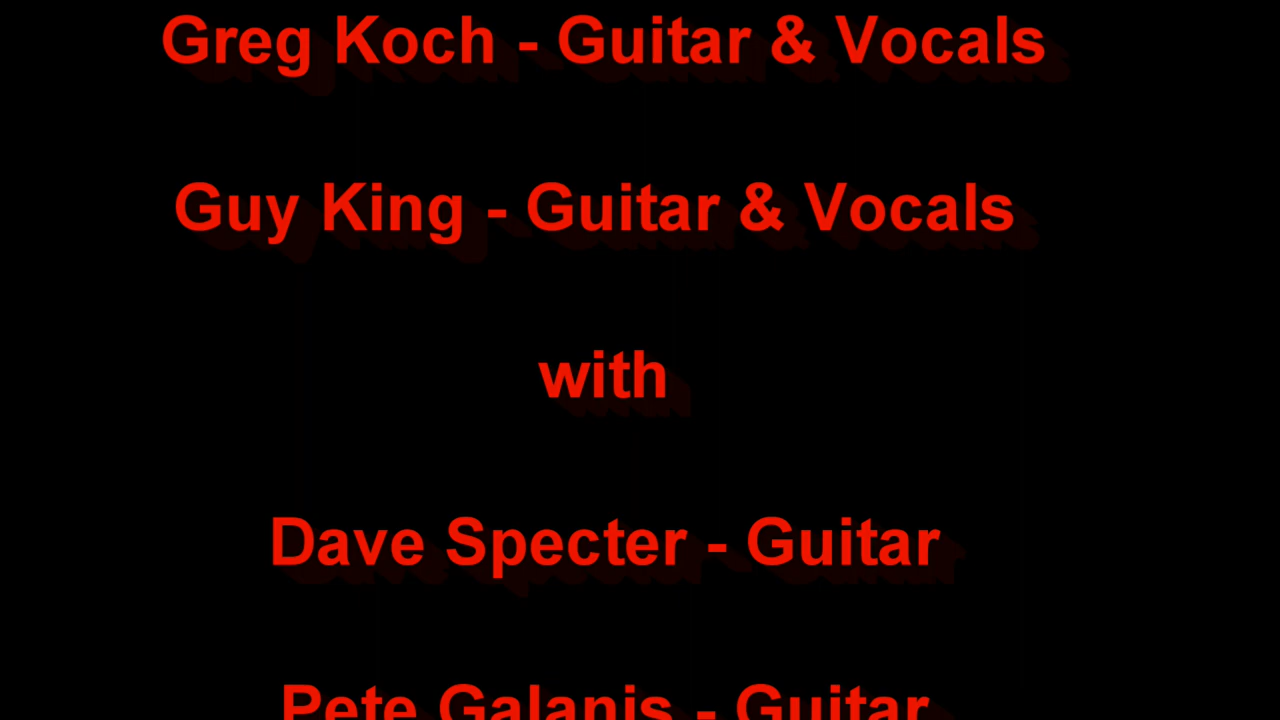 Greg Koch - Guitar & Vocals
Guy King - Guitar & Vocals
with
Dave Specter - Guitar
Pete Galanis - Guitar